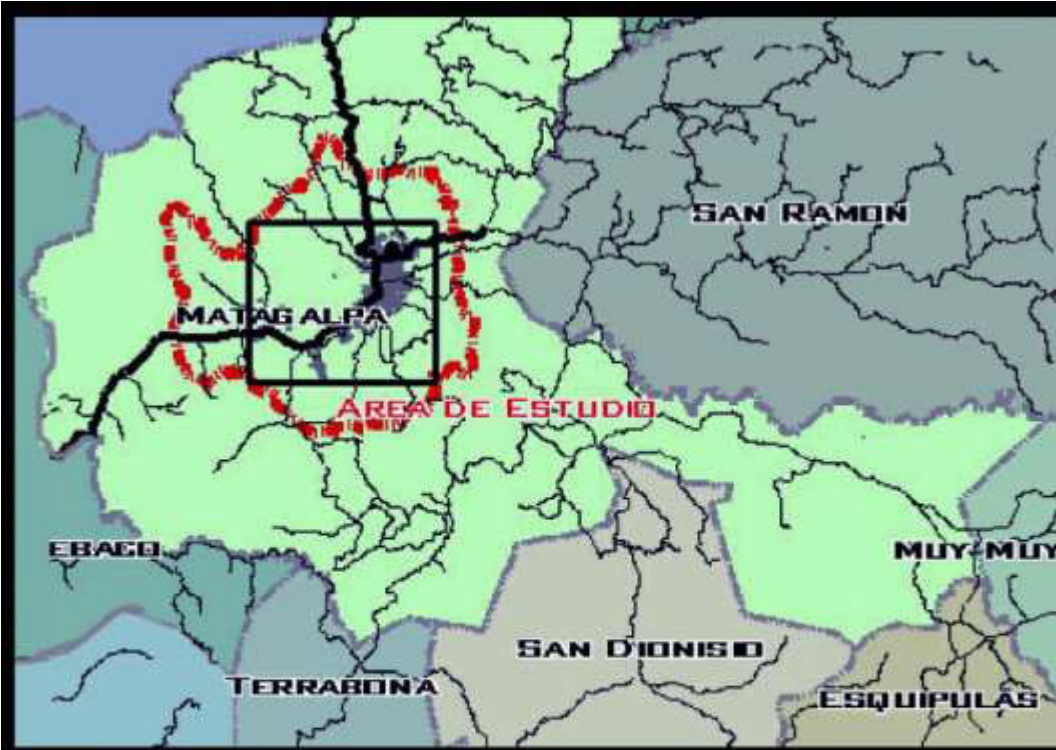 SAN RAMON
MATAGALPA
AREA DE ESTUDIO
EBACO
MUY-MUY
SAN DIONISIO
TERRABONA
ESQUIPULAS